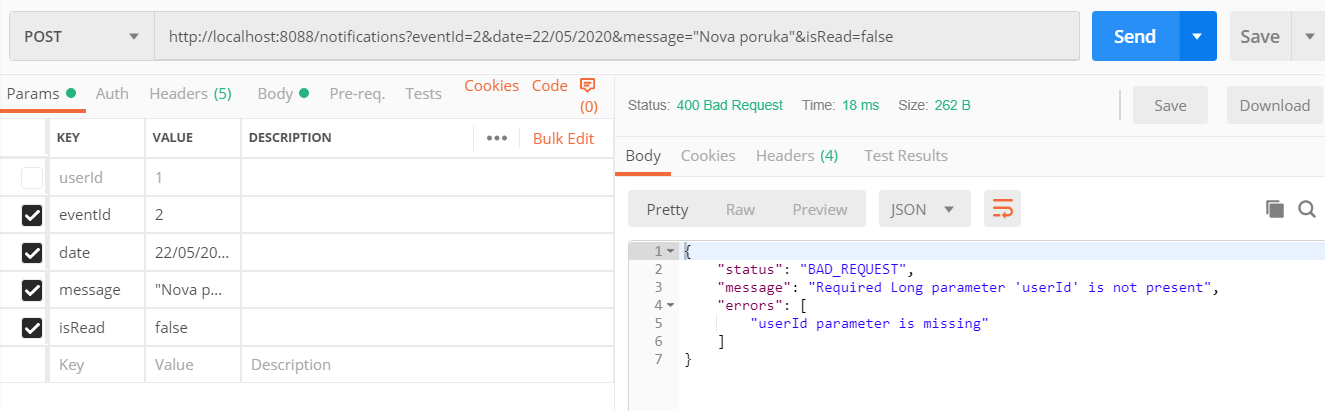 POST
http://localhost:8088/notifications?eventId=2&date=22/05/2020&message="Nova poruka"&isRead=false
Send
Save
Params Auth Headers (5) Body Pre-req. Tests Cookies Code (0)
KEY VALUE DESCRIPTION ••• Bulk Edit
userId 1
eventId 2
date 22/05/20...
message "Nova p...
isRead false
Key Value Description
Status: 400 Bad Request Time: 18 ms Size: 262 B Save Download
Body Cookies Headers (4) Test Results
Pretty Raw Preview JSON
1 {
2 "status": "BAD_REQUEST",
3 "message": "Required Long parameter 'userId' is not present",
4 "errors": [
5 "userId parameter is missing"
6 ]
7 }